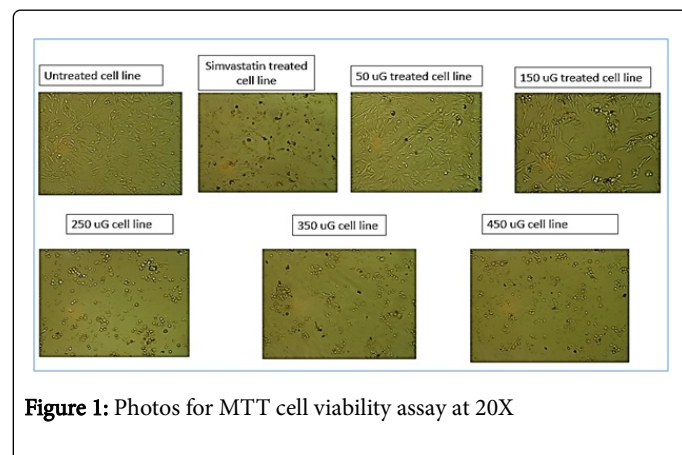 Untreated cell line
Simvastatin treated
cell line
50 uG treated cell line
150 uG treated cell line
250 uG cell line
350 uG cell line
450 uG cell line
Figure 1: Photos for MTT cell viability assay at 20X